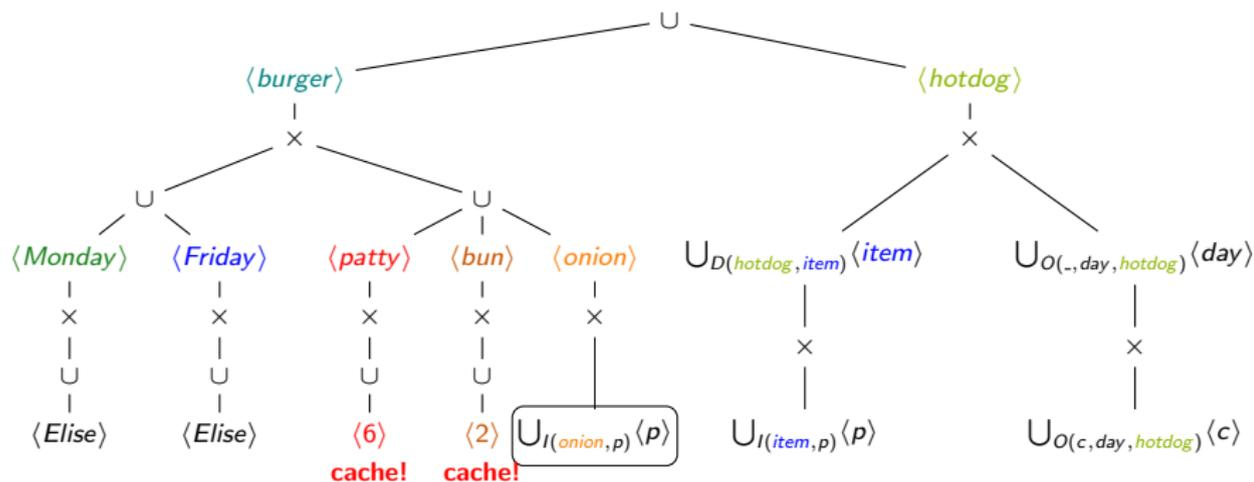 ∪
⟨burger⟩ ⟨hotdog⟩
× ×
∪ ∪
⟨Monday⟩ ⟨Friday⟩ ⟨patty⟩ ⟨bun⟩ ⟨onion⟩ ⋃D(hotdog,item)⟨item⟩ ⋃O(_,day,hotdog)⟨day⟩
× × × × × × ×
∪ ∪ ∪ ∪
⟨Elise⟩ ⟨Elise⟩ ⟨6⟩ ⟨2⟩ ⋃I(onion,p)⟨p⟩ ⋃I(item,p)⟨p⟩ ⋃O(c,day,hotdog)⟨c⟩
cache! cache!